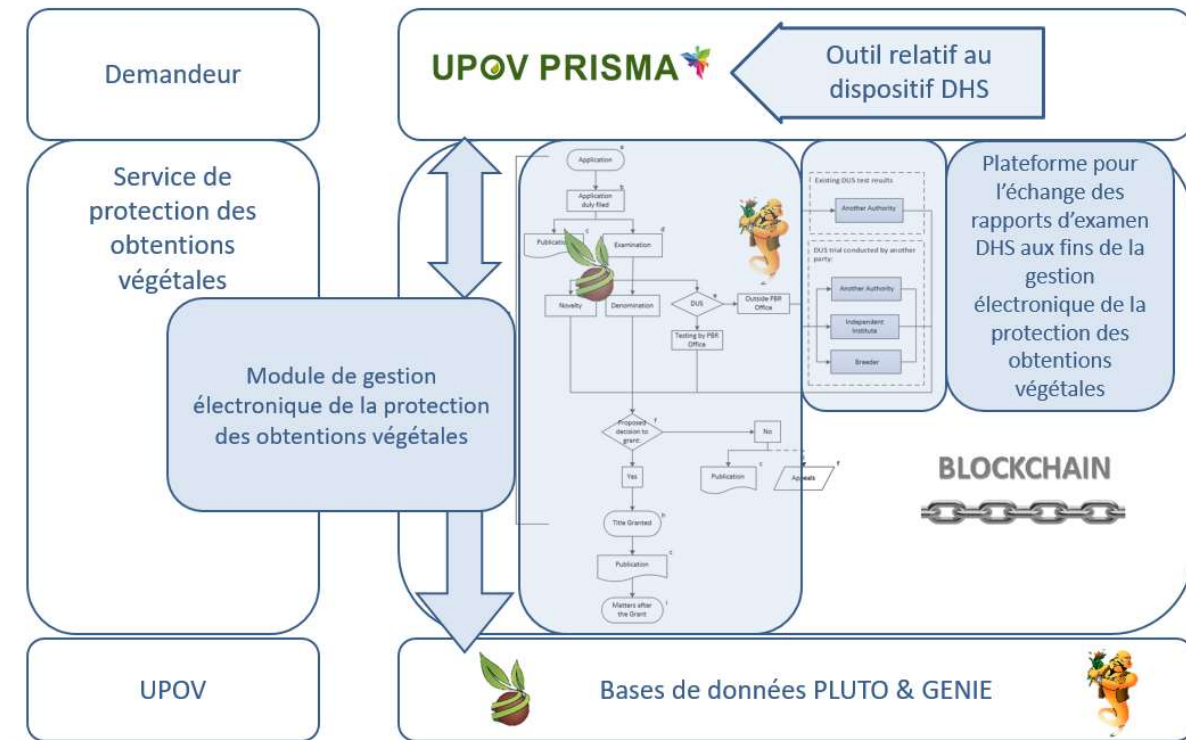 Demandeur
UPOV PRISMA
Outil relatif au
dispositif DHS
Service de
protection des
obtentions
végétales
Module de gestion
électronique de la protection
des obtentions végétales
Application
a
Application
duly filed
b
Publication
c
Examination
d
Novelty
Denomination
DUS
e
Outside PBR
Office
Testing by PBR
Office
Proposed
decision to
grant:
f
No
Yes
Publication
c
Appeals
Title Granted
h
Publication
c
Matters after
the Grant
i
Existing DUS test results
Another Authority
DUS trial conducted by another
party:
Another Authority
Independent
Institute
Breeder
Plateforme pour
l’échange des
rapports d’examen
DHS aux fins de la
gestion
électronique de la
protection des
obtentions
végétales
BLOCKCHAIN
UPOV
Bases de données PLUTO & GENIE